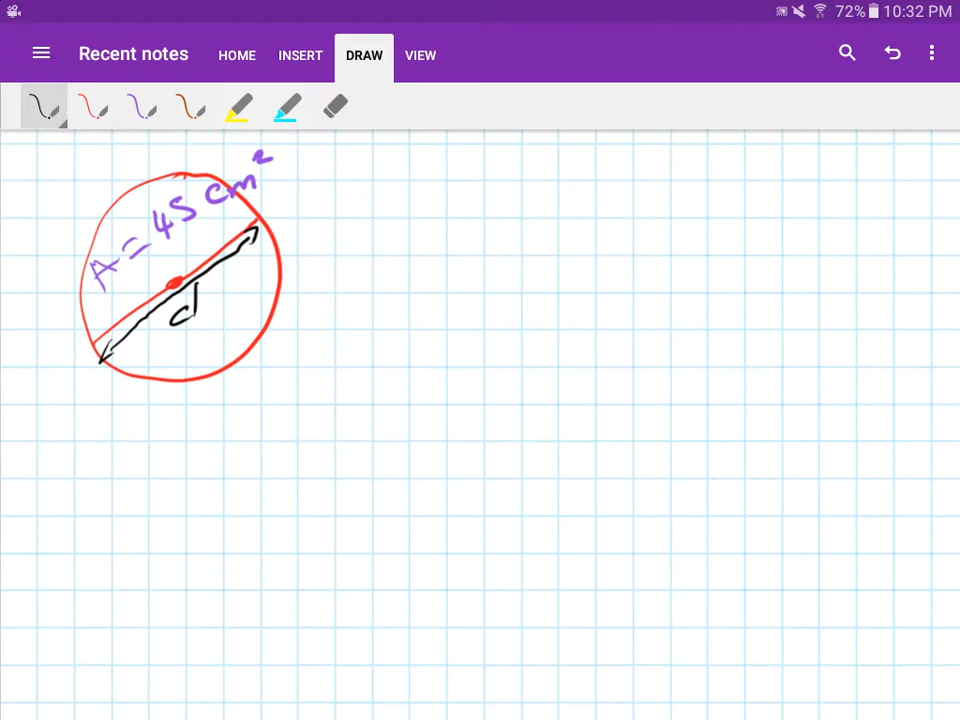 72% 10:32 PM
Recent notes HOME INSERT DRAW VIEW
A = 45 cm²
d